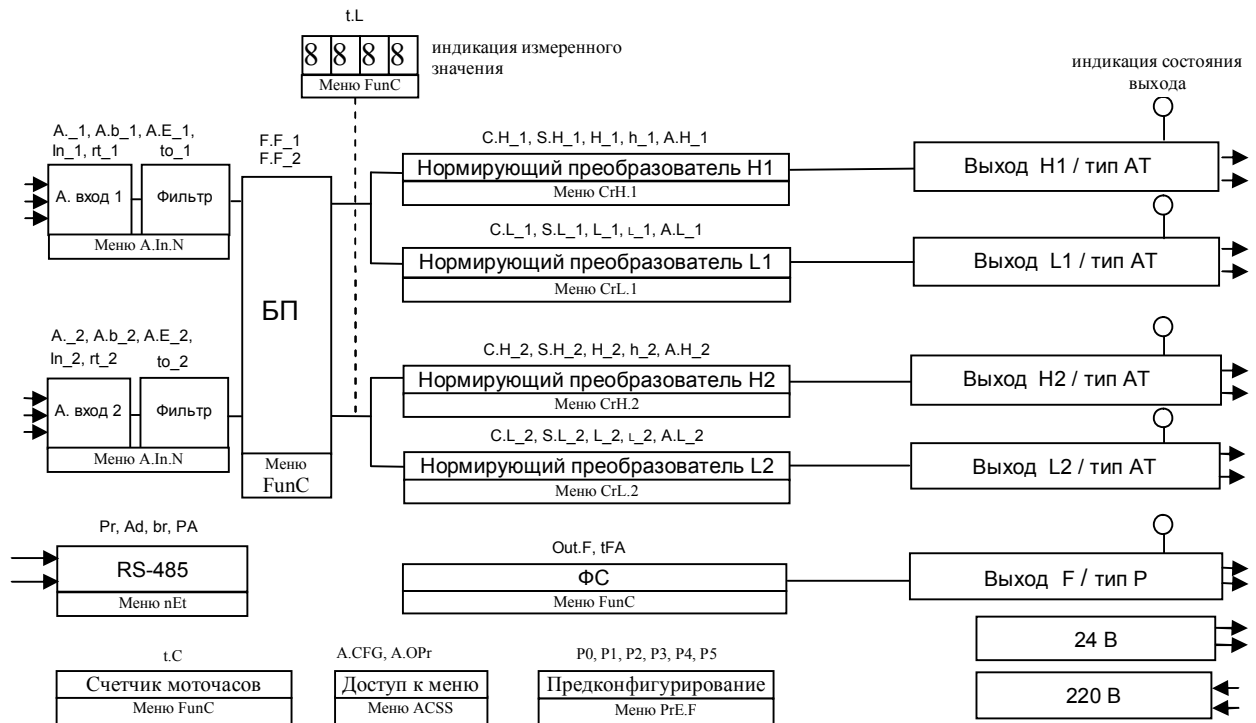 t.L
8 8 8 8
индикация измеренного
значения
Меню FunC
индикация состояния
выхода
A._1, A.b_1, A.E_1,
In_1, rt_1 to_1
А. вход 1
Фильтр
Меню A.In.N
F.F_1
F.F_2
БП
Меню
FunC
C.H_1, S.H_1, H_1, h_1, A.H_1
Нормирующий преобразователь H1
Меню CrH.1
Выход H1 / тип АТ
C.L_1, S.L_1, L_1, ʟ_1, A.L_1
Нормирующий преобразователь L1
Меню CrL.1
Выход L1 / тип АТ
A._2, A.b_2, A.E_2,
In_2, rt_2 to_2
А. вход 2
Фильтр
Меню A.In.N
C.H_2, S.H_2, H_2, h_2, A.H_2
Нормирующий преобразователь H2
Меню CrH.2
Выход H2 / тип АТ
C.L_2, S.L_2, L_2, ʟ_2, A.L_2
Нормирующий преобразователь L2
Меню CrL.2
Выход L2 / тип АТ
Pr, Ad, br, PA
RS-485
Меню nEt
Out.F, tFA
ФС
Меню FunC
Выход F / тип Р
24 В
220 В
t.C
Счетчик моточасов
Меню FunC
A.CFG, A.OPr
Доступ к меню
Меню ACSS
P0, P1, P2, P3, P4, P5
Предконфигурирование
Меню PrE.F